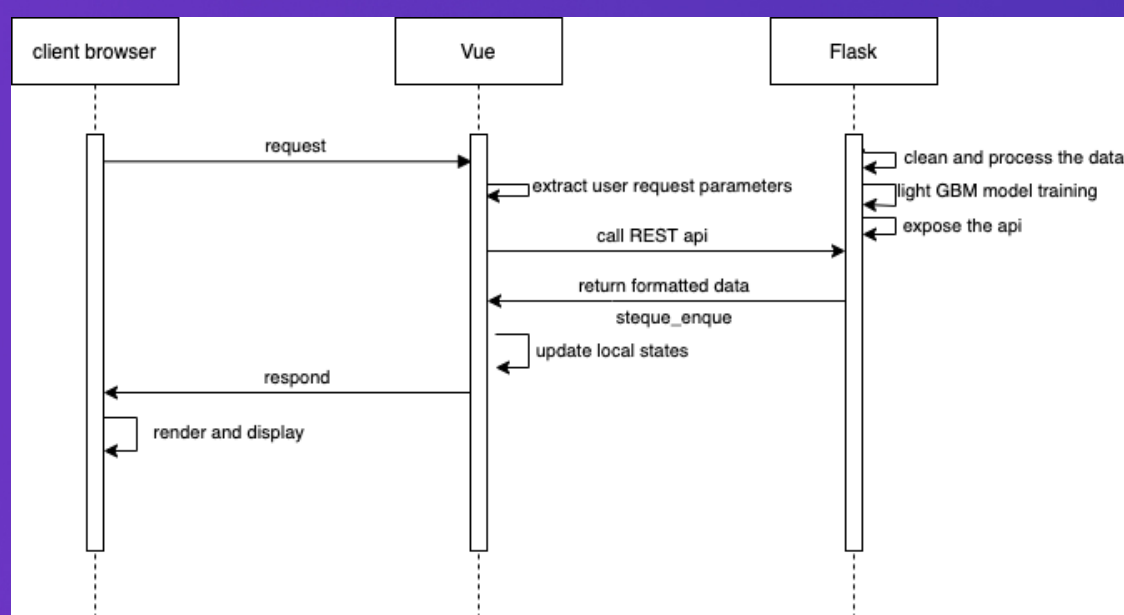 client browser
Vue
Flask
request
clean and process the data
extract user request parameters
light GBM model training
expose the api
call REST api
return formatted data
steque_enque
update local states
respond
render and display